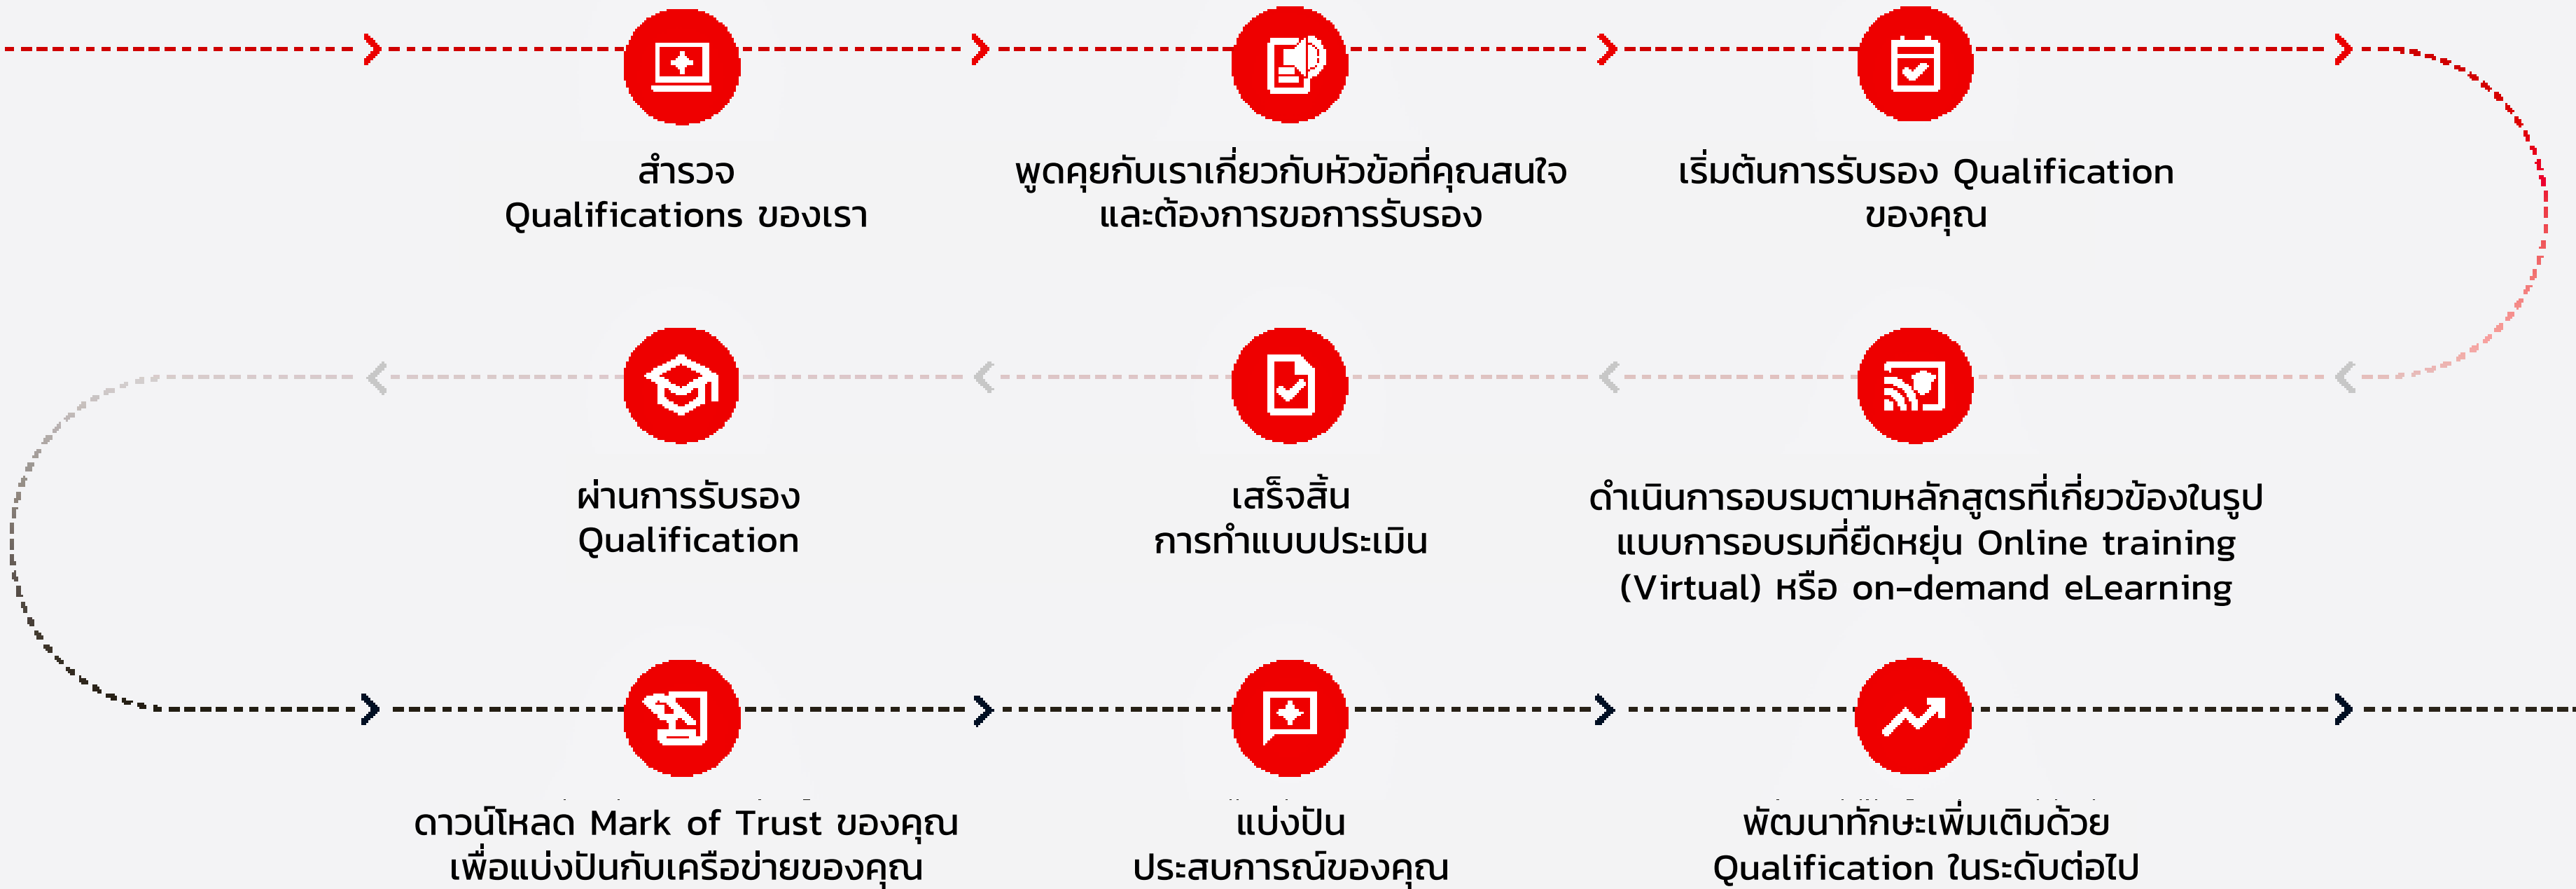 สำรวจ
Qualifications ของเรา
พูดคุยกับเราเกี่ยวกับหัวข้อที่คุณสนใจ
และต้องการขอการรับรอง
เริ่มต้นการรับรอง Qualification
ของคุณ
ดำเนินการอบรมตามหลักสูตรที่เกี่ยวข้องในรูป
แบบการอบรมที่ยืดหยุ่น Online training
(Virtual) หรือ on-demand eLearning
เสร็จสิ้น
การทำแบบประเมิน
ผ่านการรับรอง
Qualification
ดาวน์โหลด Mark of Trust ของคุณ
เพื่อแบ่งปันกับเครือข่ายของคุณ
แบ่งปัน
ประสบการณ์ของคุณ
พัฒนาทักษะเพิ่มเติมด้วย
Qualification ในระดับต่อไป